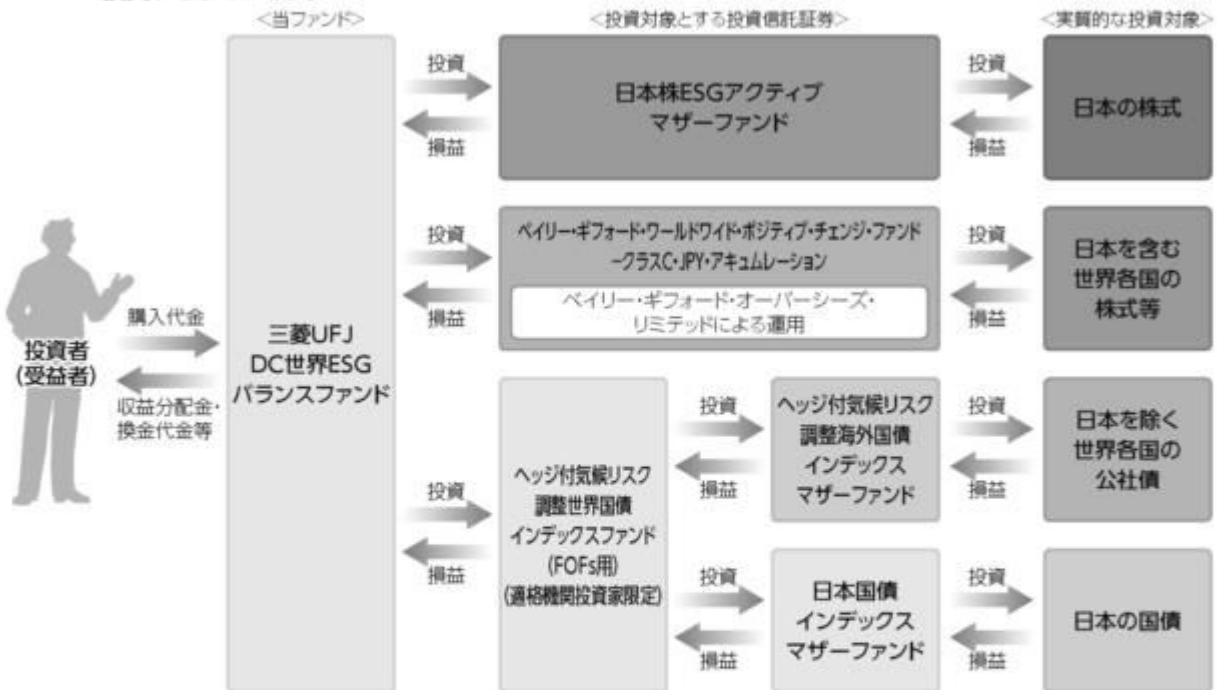 <当ファンド>
<投資対象とする投資信託証券>
<実質的な投資対象>
投資者
(受益者)
購入代金
収益分配金・
換金代金等
三菱UFJ
DC世界ESG
バランスファンド
投資
損益
日本株ESGアクティブ
マザーファンド
投資
損益
日本の株式
投資
損益
ベイリー・ギフォード・ワールドワイド・ポジティブ・チェンジ・ファンド
-クラスC・JPY・アキュムレーション
ベイリー・ギフォード・オーバーシーズ・
リミテッドによる運用
投資
損益
日本を含む
世界各国の
株式等
投資
損益
ヘッジ付気候リスク
調整世界国債
インデックスファンド
(FOFs用)
(適格機関投資家限定)
投資
損益
ヘッジ付気候リスク
調整海外国債
インデックス
マザーファンド
投資
損益
日本を除く
世界各国の
公社債
投資
損益
日本国債
インデックス
マザーファンド
投資
損益
日本の国債